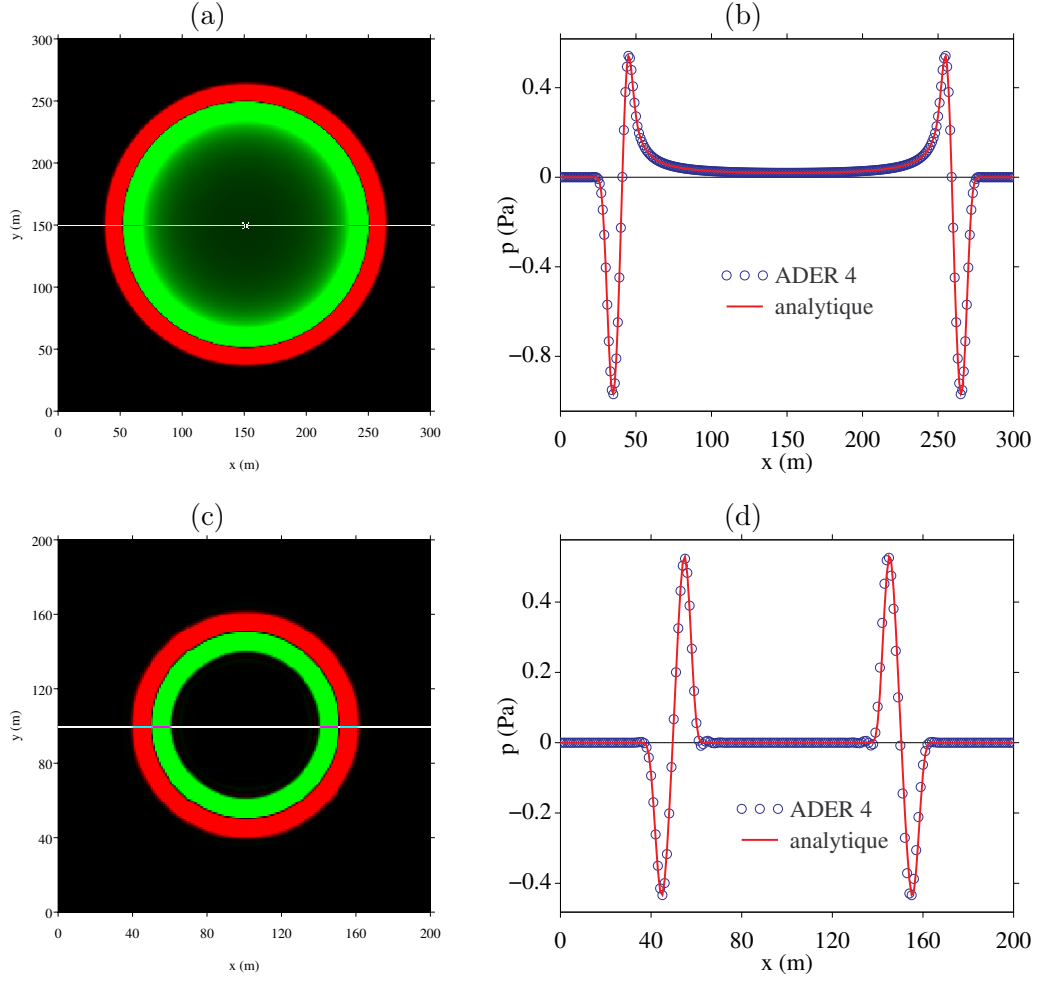 (a)
300
250
200
150
100
50
0
y (m)
0 50 100 150 200 250 300
x (m)
(b)
0.4
0
−0.4
−0.8
p (Pa)
ADER 4
analytique
0 50 100 150 200 250 300
x (m)
(c)
200
160
120
80
40
0
y (m)
0 40 80 120 160 200
x (m)
(d)
0.4
0.2
0
−0.2
−0.4
p (Pa)
ADER 4
analytique
0 40 80 120 160 200
x (m)